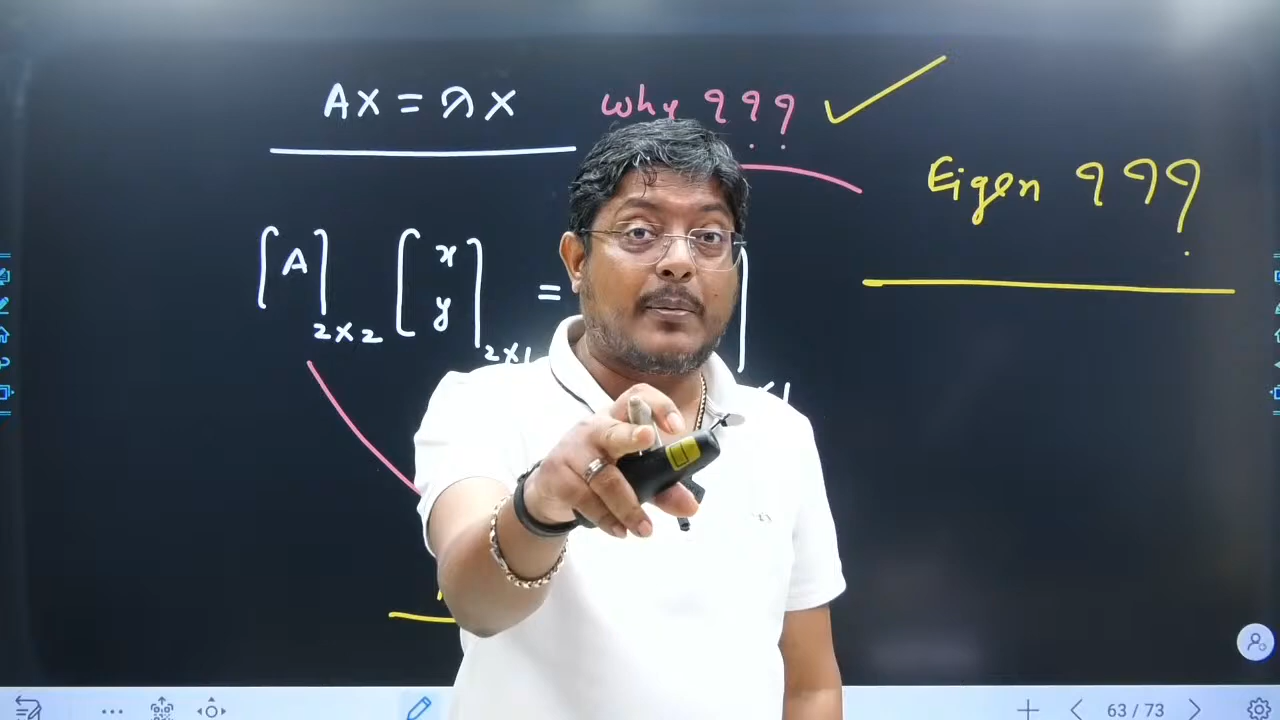 AX = λX why ???
Eigen ???
[A]2x2 [x y]2x1 =
63 / 73